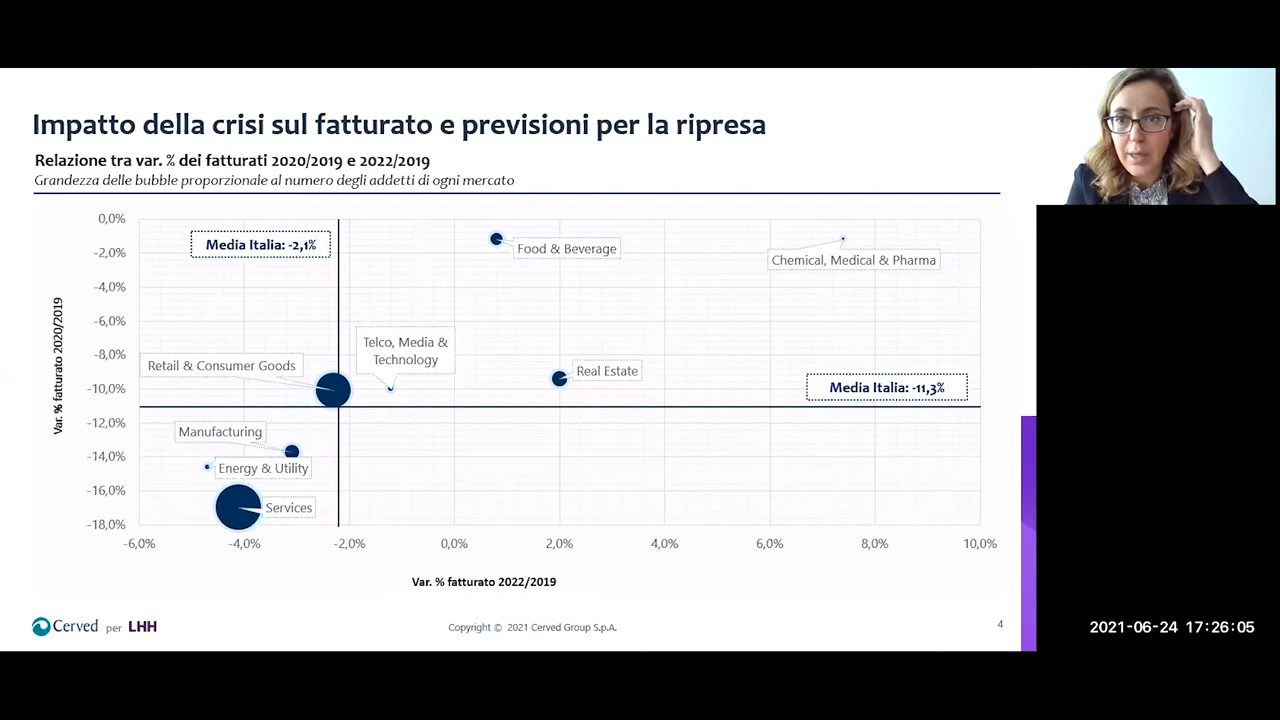 Impatto della crisi sul fatturato e previsioni per la ripresa
Relazione tra var. % dei fatturati 2020/2019 e 2022/2019
Grandezza delle bubble proporzionale al numero degli addetti di ogni mercato
Var. % fatturato 2020/2019
0,0%
-2,0%
-4,0%
-6,0%
-8,0%
-10,0%
-12,0%
-14,0%
-16,0%
-18,0%
Media Italia: -2,1%
Food & Beverage
Chemical, Medical & Pharma
Telco, Media &
Technology
Retail & Consumer Goods
Real Estate
Media Italia: -11,3%
Manufacturing
Energy & Utility
Services
-6,0%
-4,0%
-2,0%
0,0%
2,0%
4,0%
6,0%
8,0%
10,0%
Var. % fatturato 2022/2019
Cerved per LHH
Copyright © 2021 Cerved Group S.p.A.
4
2021-06-24 17:26:05